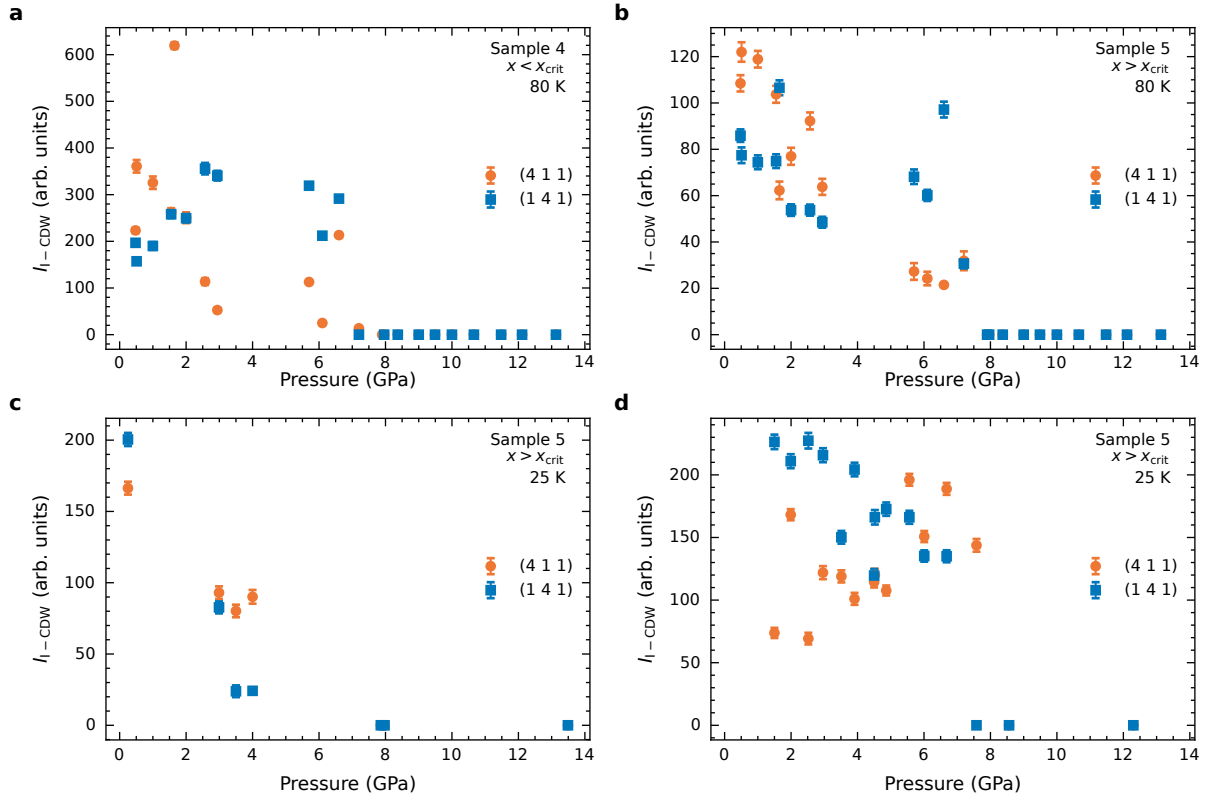 a
Sample 4
x < x_crit
80 K
(4 1 1)
(1 4 1)
I_I−CDW (arb. units)
600
500
400
300
200
100
0
0 2 4 6 8 10 12 14
Pressure (GPa)
b
Sample 5
x > x_crit
80 K
(4 1 1)
(1 4 1)
I_I−CDW (arb. units)
120
100
80
60
40
20
0
0 2 4 6 8 10 12 14
Pressure (GPa)
c
Sample 5
x > x_crit
25 K
(4 1 1)
(1 4 1)
I_I−CDW (arb. units)
200
150
100
50
0
0 2 4 6 8 10 12 14
Pressure (GPa)
d
Sample 5
x > x_crit
25 K
(4 1 1)
(1 4 1)
I_I−CDW (arb. units)
200
150
100
50
0
0 2 4 6 8 10 12 14
Pressure (GPa)